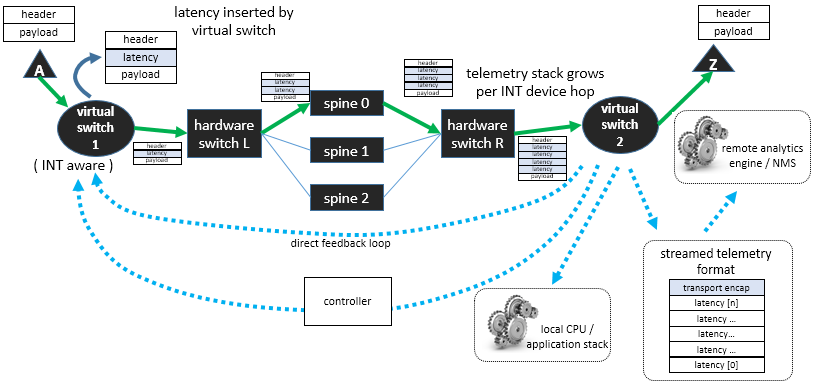 header
payload
A
header
latency
payload
latency inserted by
virtual switch
virtual
switch
1
( INT aware )
header
latency
payload
hardware
switch L
header
latency
latency
payload
spine 0
spine 1
spine 2
header
latency
latency
latency
payload
telemetry stack grows
per INT device hop
hardware
switch R
header
latency
latency
latency
latency
payload
virtual
switch
2
header
payload
Z
remote analytics
engine / NMS
direct feedback loop
controller
local CPU /
application stack
streamed telemetry
format
transport encap
latency [n]
latency ...
latency...
latency ...
latency [0]